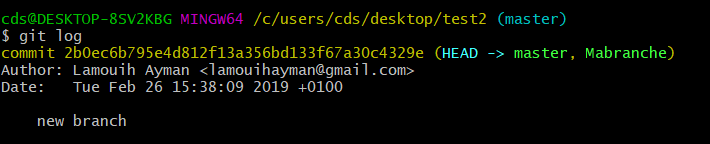 cds@DESKTOP-8SV2KBG MINGW64 /c/users/cds/desktop/test2 (master)
$ git log
commit 2b0ec6b795e4d812f13a356bd133f67a30c4329e (HEAD -> master, Mabranche)
Author: Lamouih Ayman <lamouihayman@gmail.com>
Date:   Tue Feb 26 15:38:09 2019 +0100
    new branch